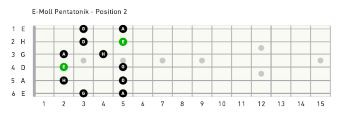 E-Moll Pentatonik - Position 2
1 E G A
2 H D E
3 G A H
4 D E G
5 A H D
6 E G A
1 2 3 4 5 6 7 8 9 10 11 12 13 14 15